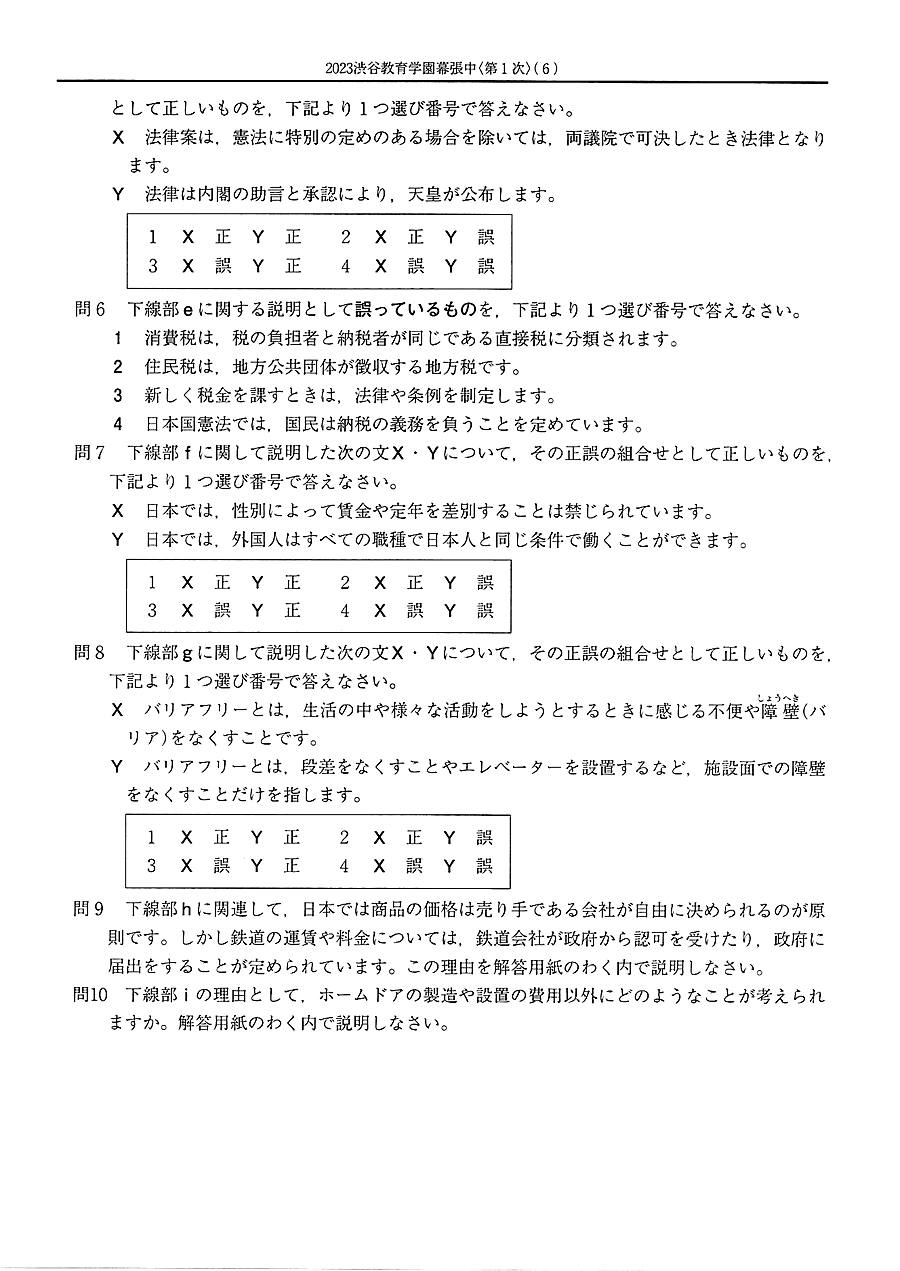 2023渋谷教育学園幕張中〈第1次〉(6)
として正しいものを，下記より1つ選び番号で答えなさい。
X 法律案は，憲法に特別の定めのある場合を除いては，両議院で可決したとき法律となり
ます。
Y 法律は内閣の助言と承認により，天皇が公布します。
1 X 正 Y 正 2 X 正 Y 誤
3 X 誤 Y 正 4 X 誤 Y 誤
問6 下線部eに関する説明として誤っているものを，下記より1つ選び番号で答えなさい。
1 消費税は，税の負担者と納税者が同じである直接税に分類されます。
2 住民税は，地方公共団体が徴収する地方税です。
3 新しく税金を課すときは，法律や条例を制定します。
4 日本国憲法では，国民は納税の義務を負うことを定めています。
問7 下線部fに関して説明した次の文X・Yについて，その正誤の組合せとして正しいものを，
下記より1つ選び番号で答えなさい。
X 日本では，性別によって賃金や定年を差別することは禁じられています。
Y 日本では，外国人はすべての職種で日本人と同じ条件で働くことができます。
1 X 正 Y 正 2 X 正 Y 誤
3 X 誤 Y 正 4 X 誤 Y 誤
問8 下線部gに関して説明した次の文X・Yについて，その正誤の組合せとして正しいものを，
下記より1つ選び番号で答えなさい。
しょうへき
X バリアフリーとは，生活の中や様々な活動をしようとするときに感じる不便や障壁(バ
リア)をなくすことです。
Y バリアフリーとは，段差をなくすことやエレベーターを設置するなど，施設面での障壁
をなくすことだけを指します。
1 X 正 Y 正 2 X 正 Y 誤
3 X 誤 Y 正 4 X 誤 Y 誤
問9 下線部hに関連して，日本では商品の価格は売り手である会社が自由に決められるのが原
則です。しかし鉄道の運賃や料金については，鉄道会社が政府から認可を受けたり，政府に
届出をすることが定められています。この理由を解答用紙のわく内で説明しなさい。
問10 下線部iの理由として，ホームドアの製造や設置の費用以外にどのようなことが考えられ
ますか。解答用紙のわく内で説明しなさい。